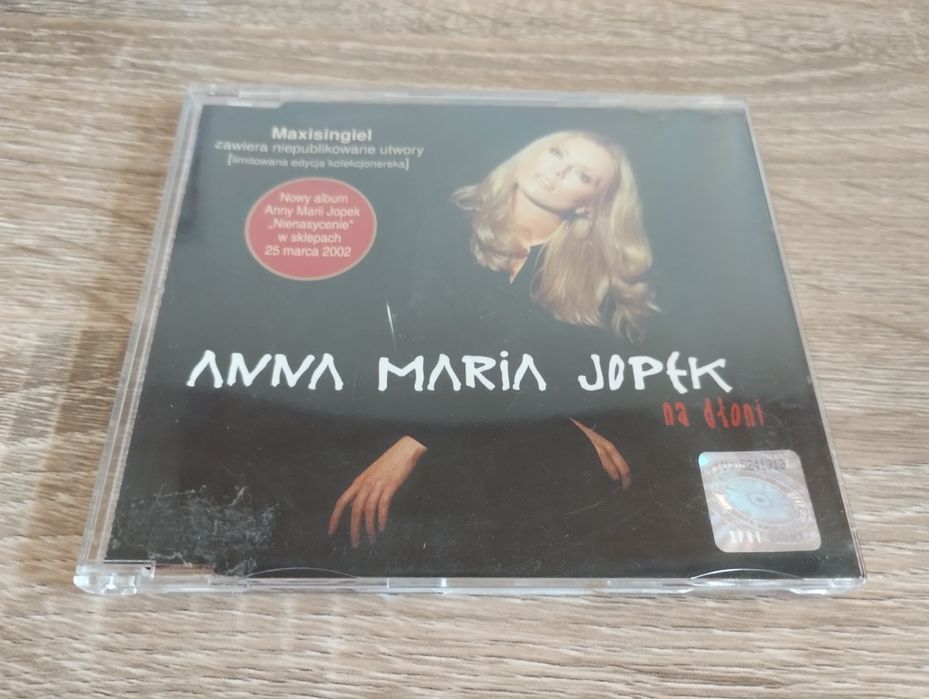 Maxisingiel
zawiera niepublikowane utwory
[limitowana edycja kolekcjonerska]
Nowy album
Anny Marii Jopek
„Nienasycenie"
w sklepach
25 marca 2002
ANNA MARiA JOPEK
na dłoni